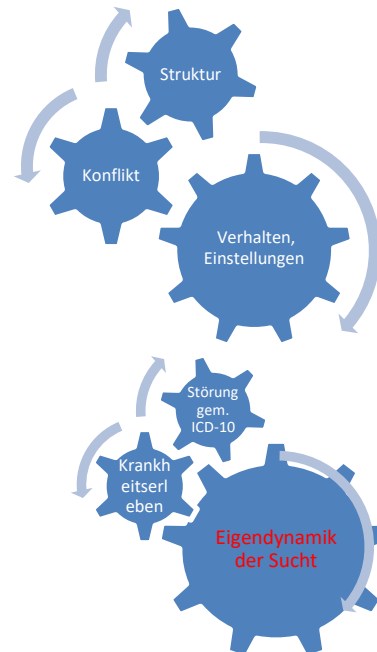 Struktur
Konflikt
Verhalten,
Einstellungen
Störung
gem.
ICD-10
Krankh
eitserl
eben
Eigendynamik
der Sucht